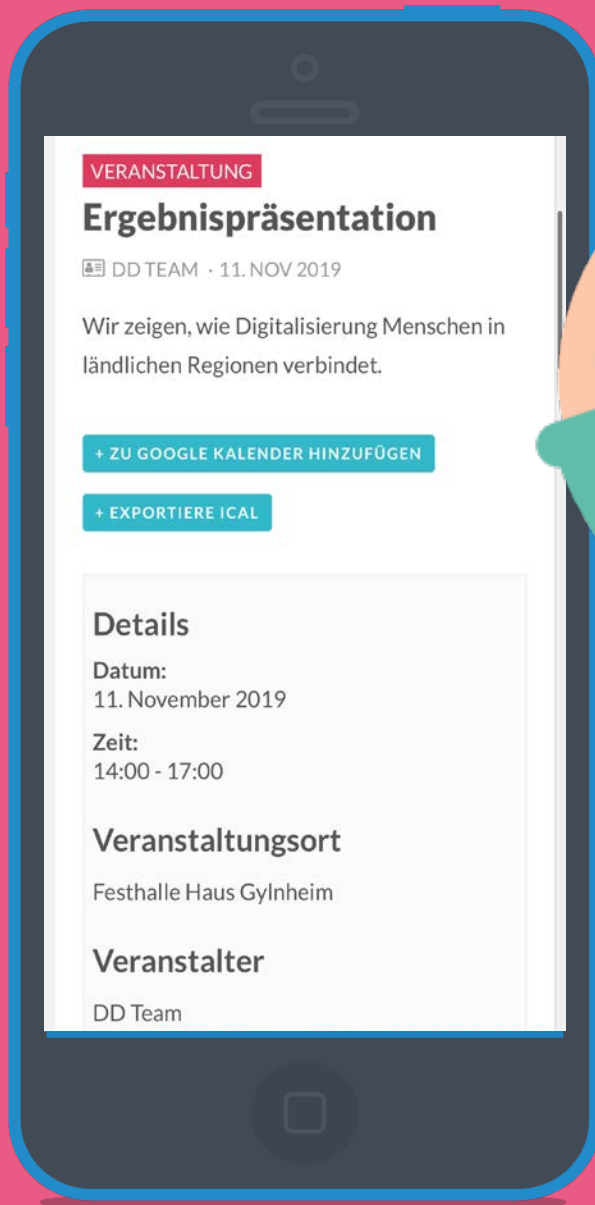 VERANSTALTUNG
Ergebnispräsentation
DD TEAM · 11. NOV 2019
Wir zeigen, wie Digitalisierung Menschen in
ländlichen Regionen verbindet.
+ ZU GOOGLE KALENDER HINZUFÜGEN
+ EXPORTIERE ICAL
Details
Datum:
11. November 2019
Zeit:
14:00 - 17:00
Veranstaltungsort
Festhalle Haus Gylnheim
Veranstalter
DD Team